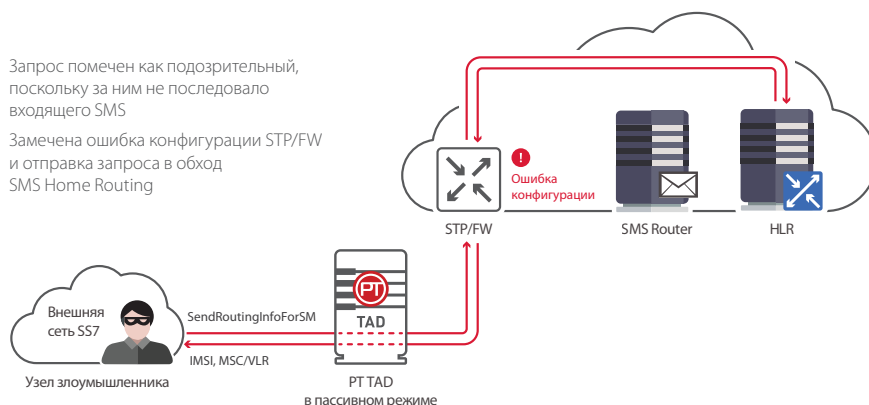 Запрос помечен как подозрительный,
поскольку за ним не последовало
входящего SMS
Замечена ошибка конфигурации STP/FW
и отправка запроса в обход
SMS Home Routing
!
Ошибка
конфигурации
STP/FW
SMS Router
HLR
Внешняя
сеть SS7
SendRoutingInfoForSM
IMSI, MSC/VLR
PT
TAD
Узел злоумышленника
PT TAD
в пассивном режиме